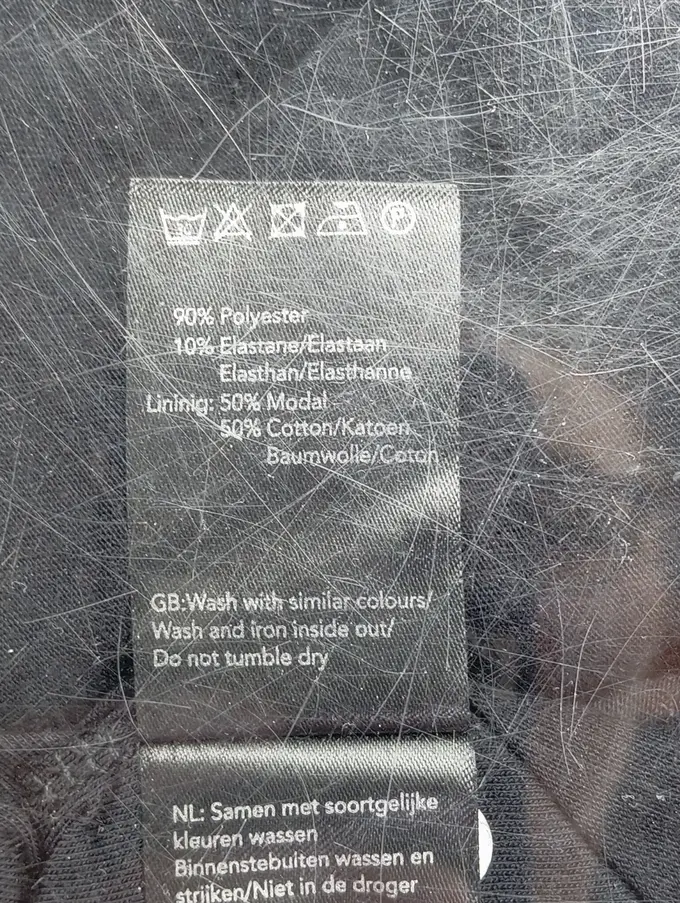 90% Polyester
10% Elastane/Elastaan
Elasthan/Elasthanne
Lininig: 50% Modal
50% Cotton/Katoen
Baumwolle/Coton
GB:Wash with similar colours/
Wash and iron inside out/
Do not tumble dry
NL: Samen met soortgelijke
kleuren wassen
Binnenstebuiten wassen en
strijken/Niet in de droger